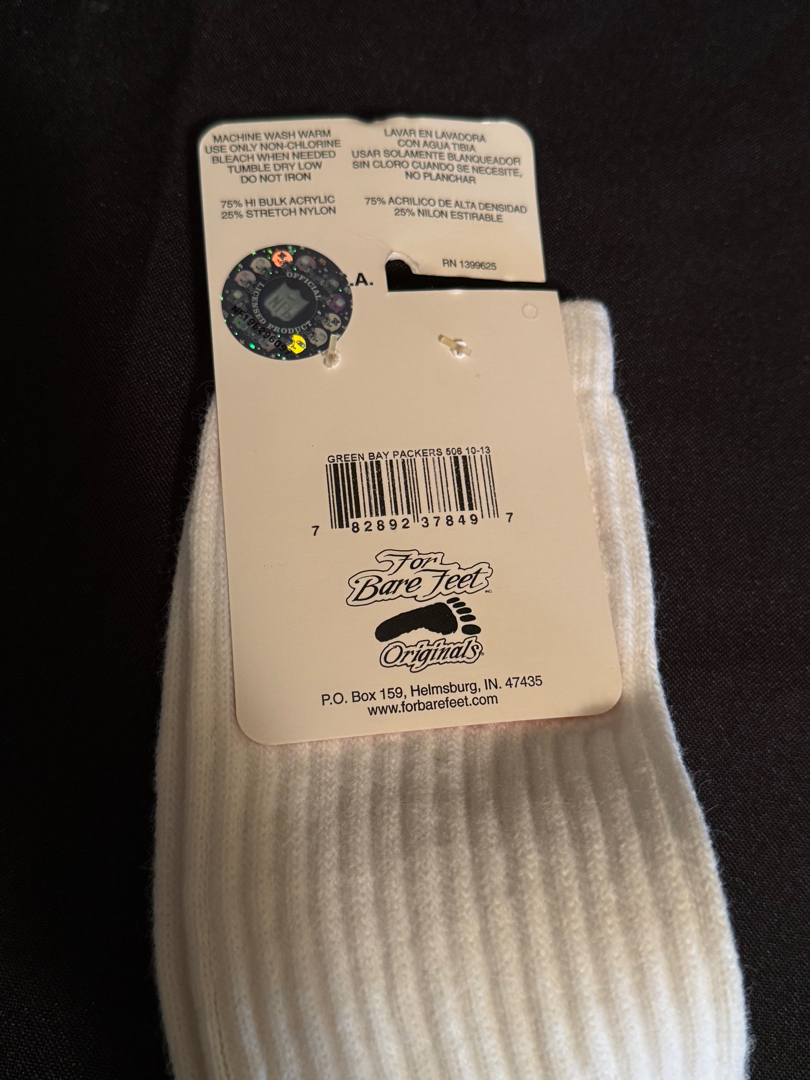 MACHINE WASH WARM
USE ONLY NON-CHLORINE
BLEACH WHEN NEEDED
TUMBLE DRY LOW
DO NOT IRON
75% HI BULK ACRYLIC
25% STRETCH NYLON
LAVAR EN LAVADORA
CON AGUA TIBIA
USAR SOLAMENTE BLANQUEADOR
SIN CLORO CUANDO SE NECESITE,
NO PLANCHAR
75% ACRILICO DE ALTA DENSIDAD
25% NILON ESTIRABLE
RN 1399625
.A.
OFFICIAL
LICENSED PRODUCT
NFL
GREEN BAY PACKERS 506 10-13
7 82892 37849 7
For
Bare Feet
Originals
P.O. Box 159, Helmsburg, IN. 47435
www.forbarefeet.com